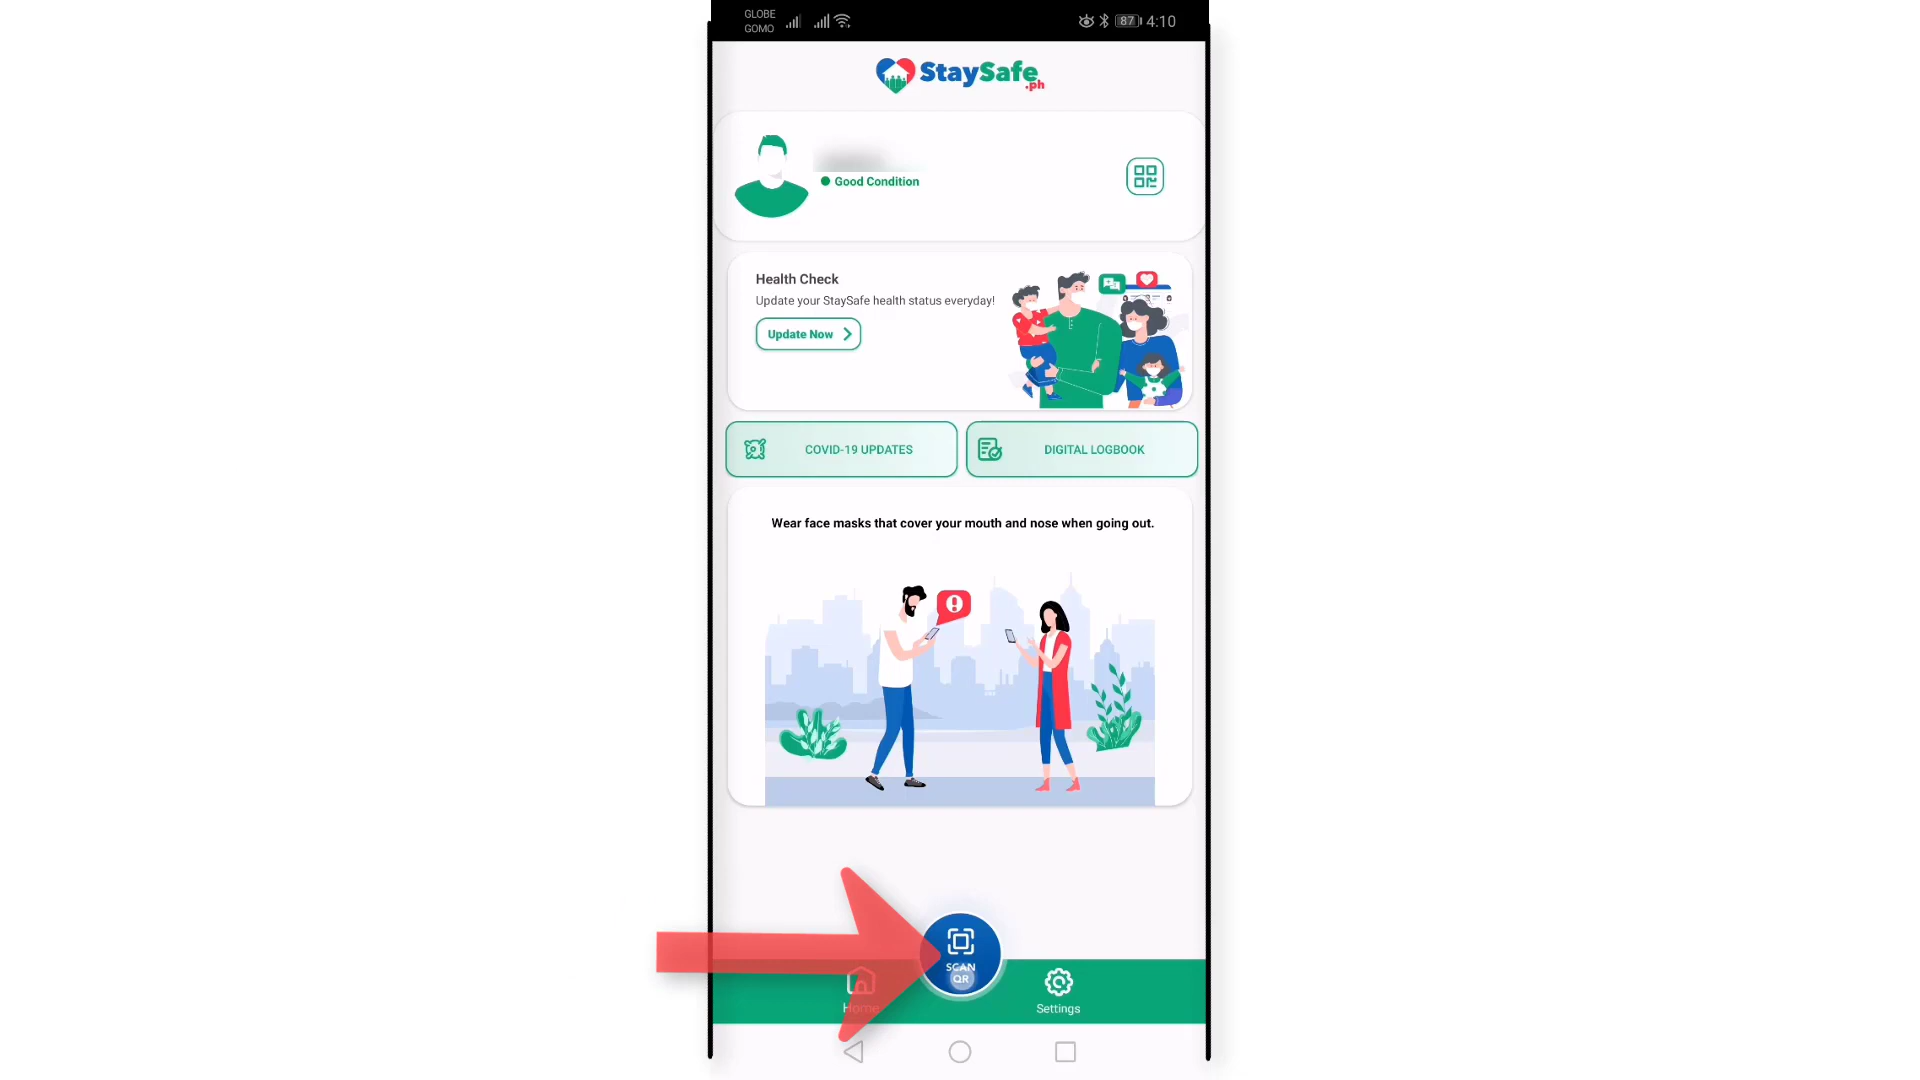 GLOBE
GOMO
87 4:10
StaySafe
.ph
Good Condition
Health Check
Update your StaySafe health status everyday!
Update Now
COVID-19 UPDATES
DIGITAL LOGBOOK
Wear face masks that cover your mouth and nose when going out.
SCAN
QR
Home
Settings